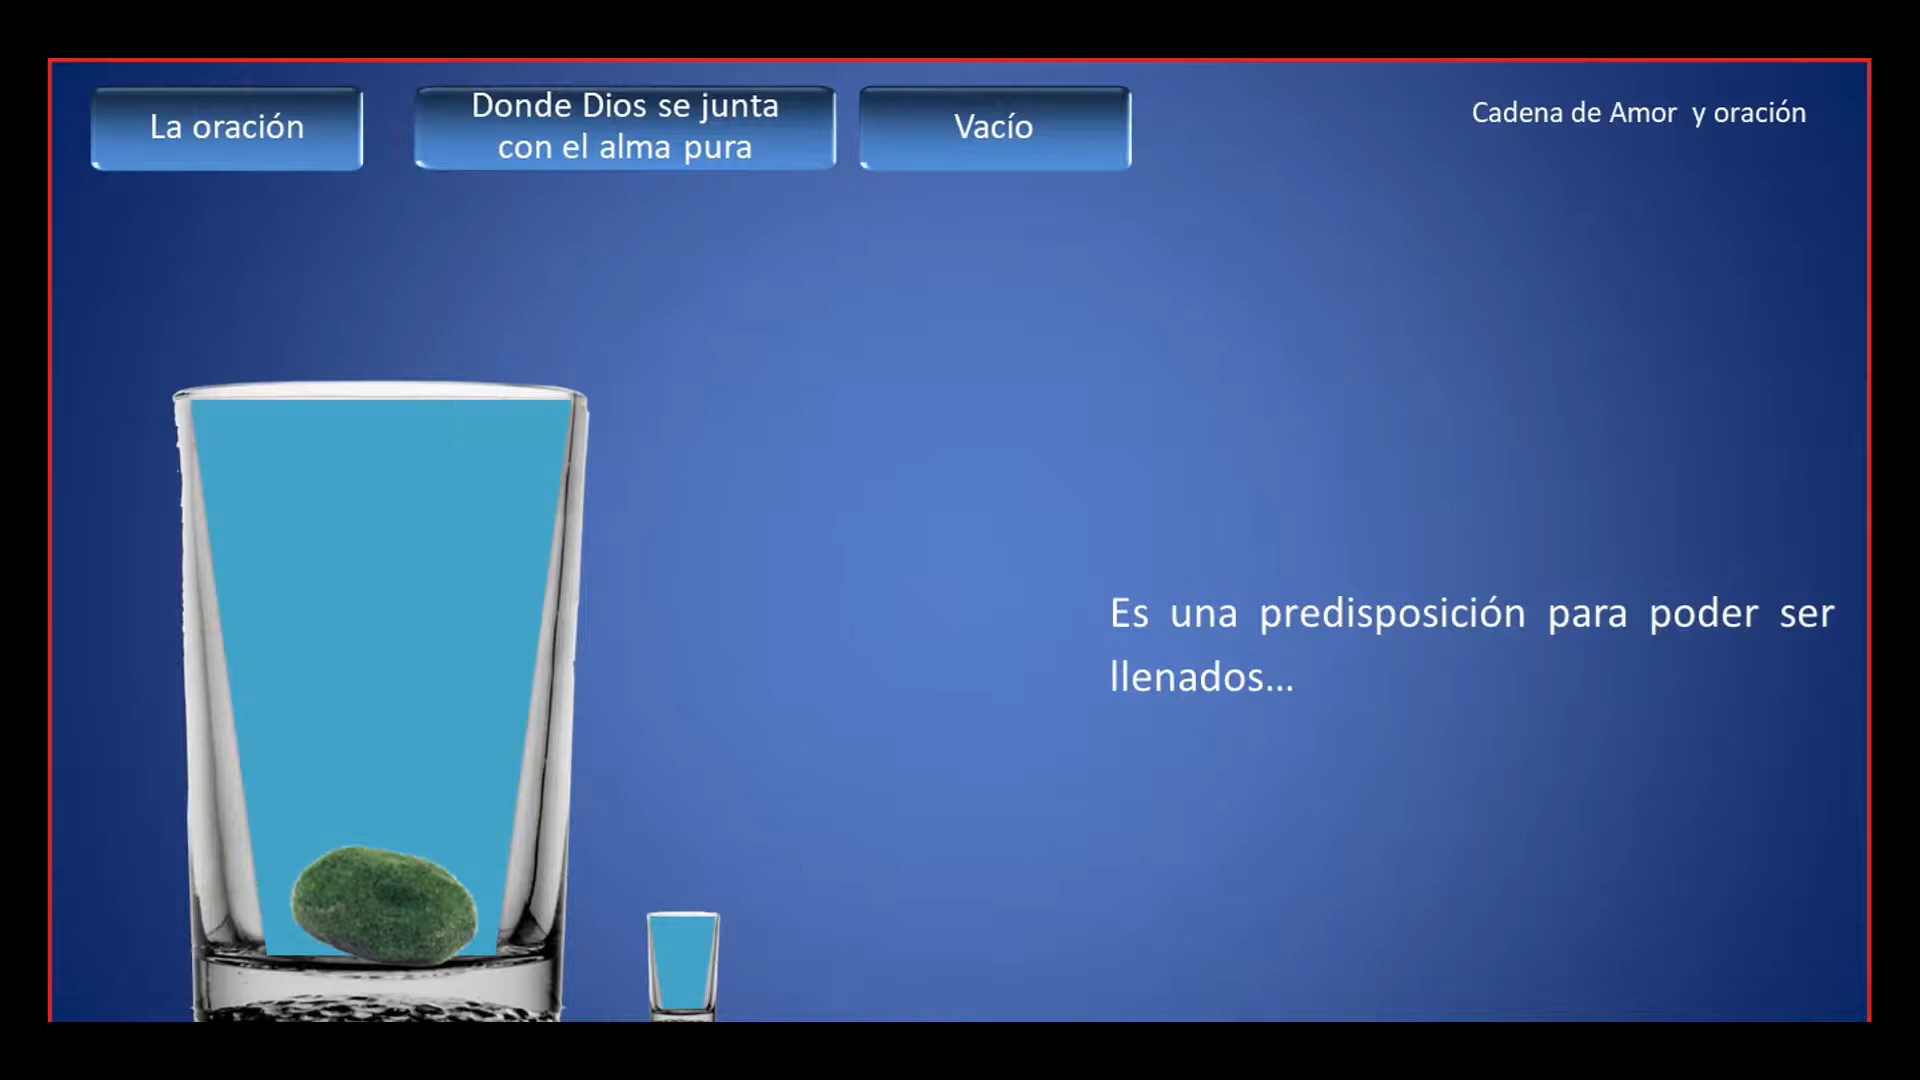 La oración
Donde Dios se junta
con el alma pura
Vacío
Cadena de Amor y oración
Es una predisposición para poder ser
llenados...